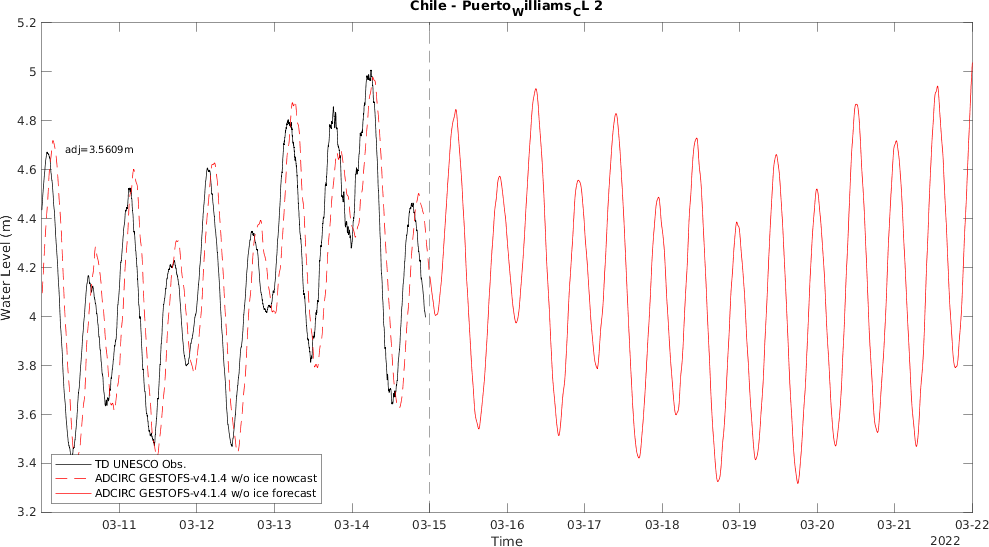 Chile - PuertoWilliamsCL 2
5.2
5
4.8
4.6
4.4
4.2
4
3.8
3.6
3.4
3.2
Water Level (m)
adj=3.5609m
TD UNESCO Obs.
ADCIRC GESTOFS-v4.1.4 w/o ice nowcast
ADCIRC GESTOFS-v4.1.4 w/o ice forecast
03-11 03-12 03-13 03-14 03-15 03-16 03-17 03-18 03-19 03-20 03-21 03-22
Time
2022